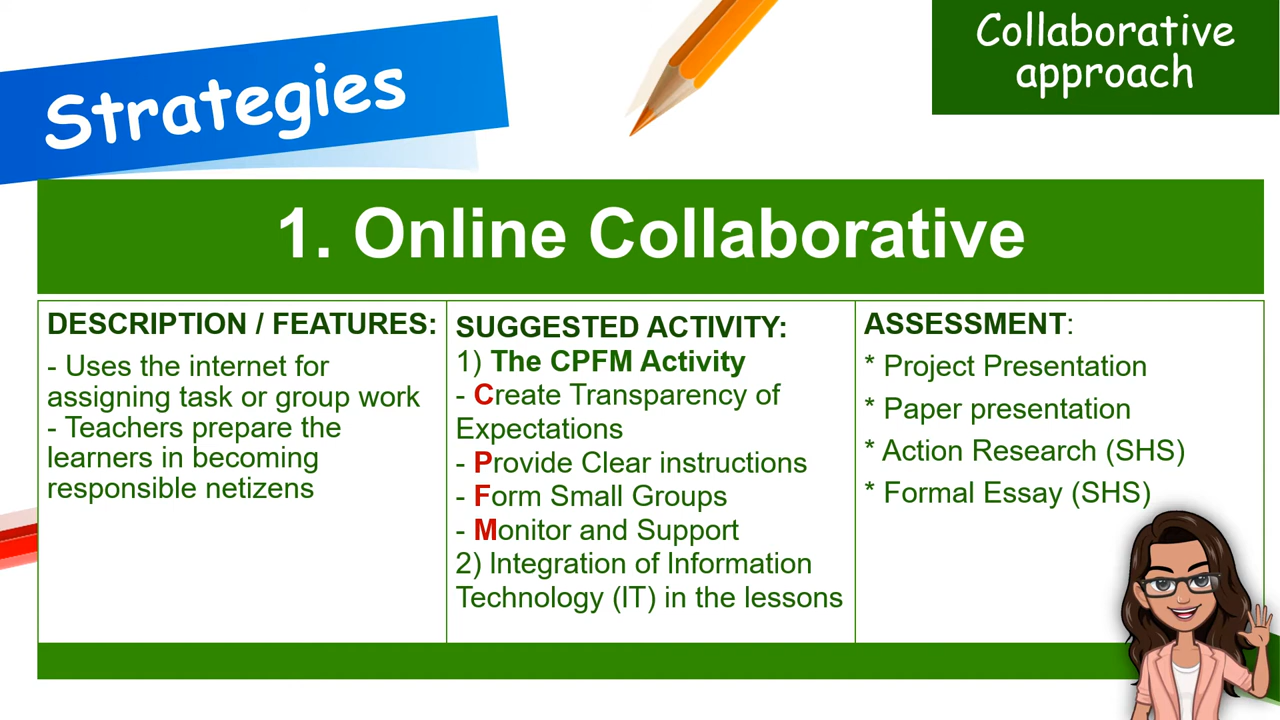 Strategies
Collaborative
approach
1. Online Collaborative
DESCRIPTION / FEATURES:
- Uses the internet for
assigning task or group work
- Teachers prepare the
learners in becoming
responsible netizens
SUGGESTED ACTIVITY:
1) The CPFM Activity
- Create Transparency of
Expectations
- Provide Clear instructions
- Form Small Groups
- Monitor and Support
2) Integration of Information
Technology (IT) in the lessons
ASSESSMENT:
* Project Presentation
* Paper presentation
* Action Research (SHS)
* Formal Essay (SHS)